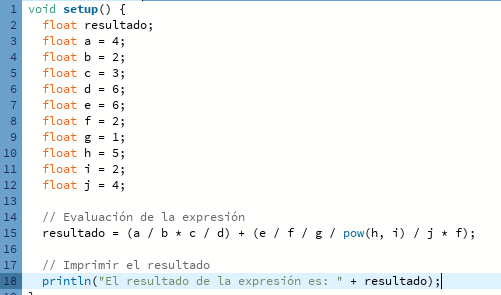 1 void setup() {
2 float resultado;
3 float a = 4;
4 float b = 2;
5 float c = 3;
6 float d = 6;
7 float e = 6;
8 float f = 2;
9 float g = 1;
10 float h = 5;
11 float i = 2;
12 float j = 4;
13
14 // Evaluación de la expresión
15 resultado = (a / b * c / d) + (e / f / g / pow(h, i) / j * f);
16
17 // Imprimir el resultado
18 println("El resultado de la expresión es: " + resultado);